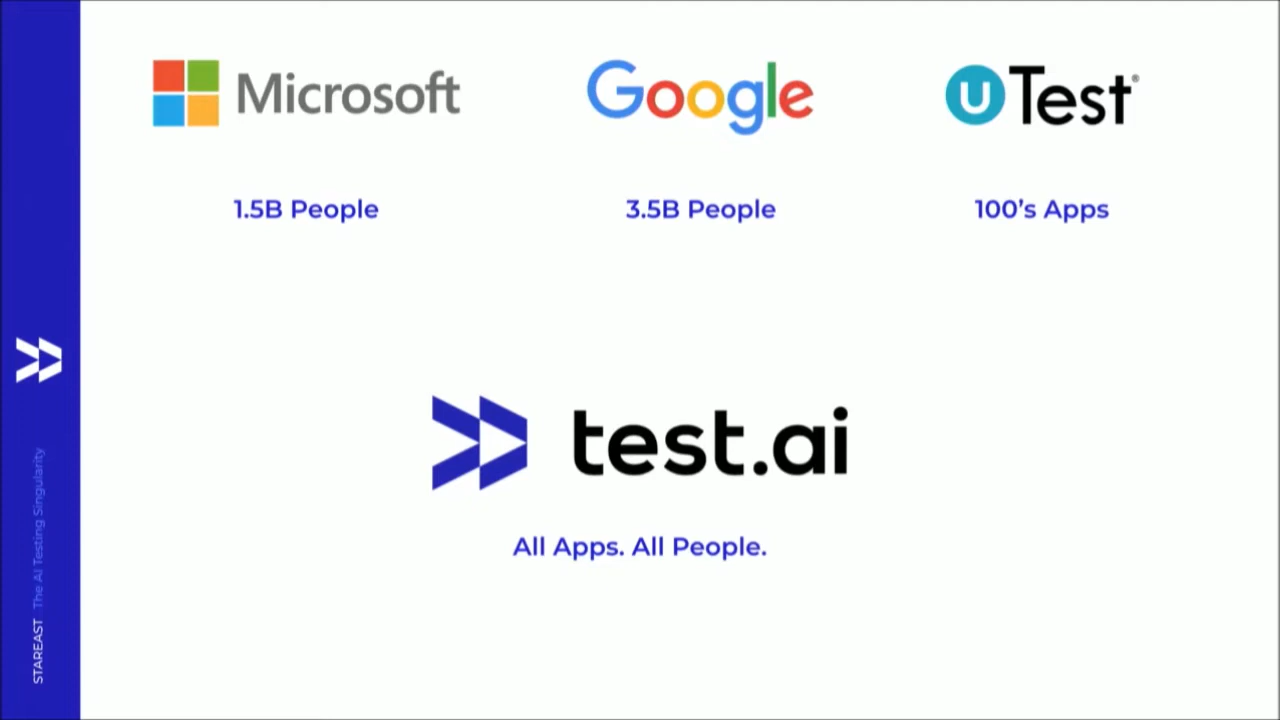 Microsoft
Google
uTest®
1.5B People
3.5B People
100's Apps
test.ai
All Apps. All People.
STAREAST The AI Testing Singularity